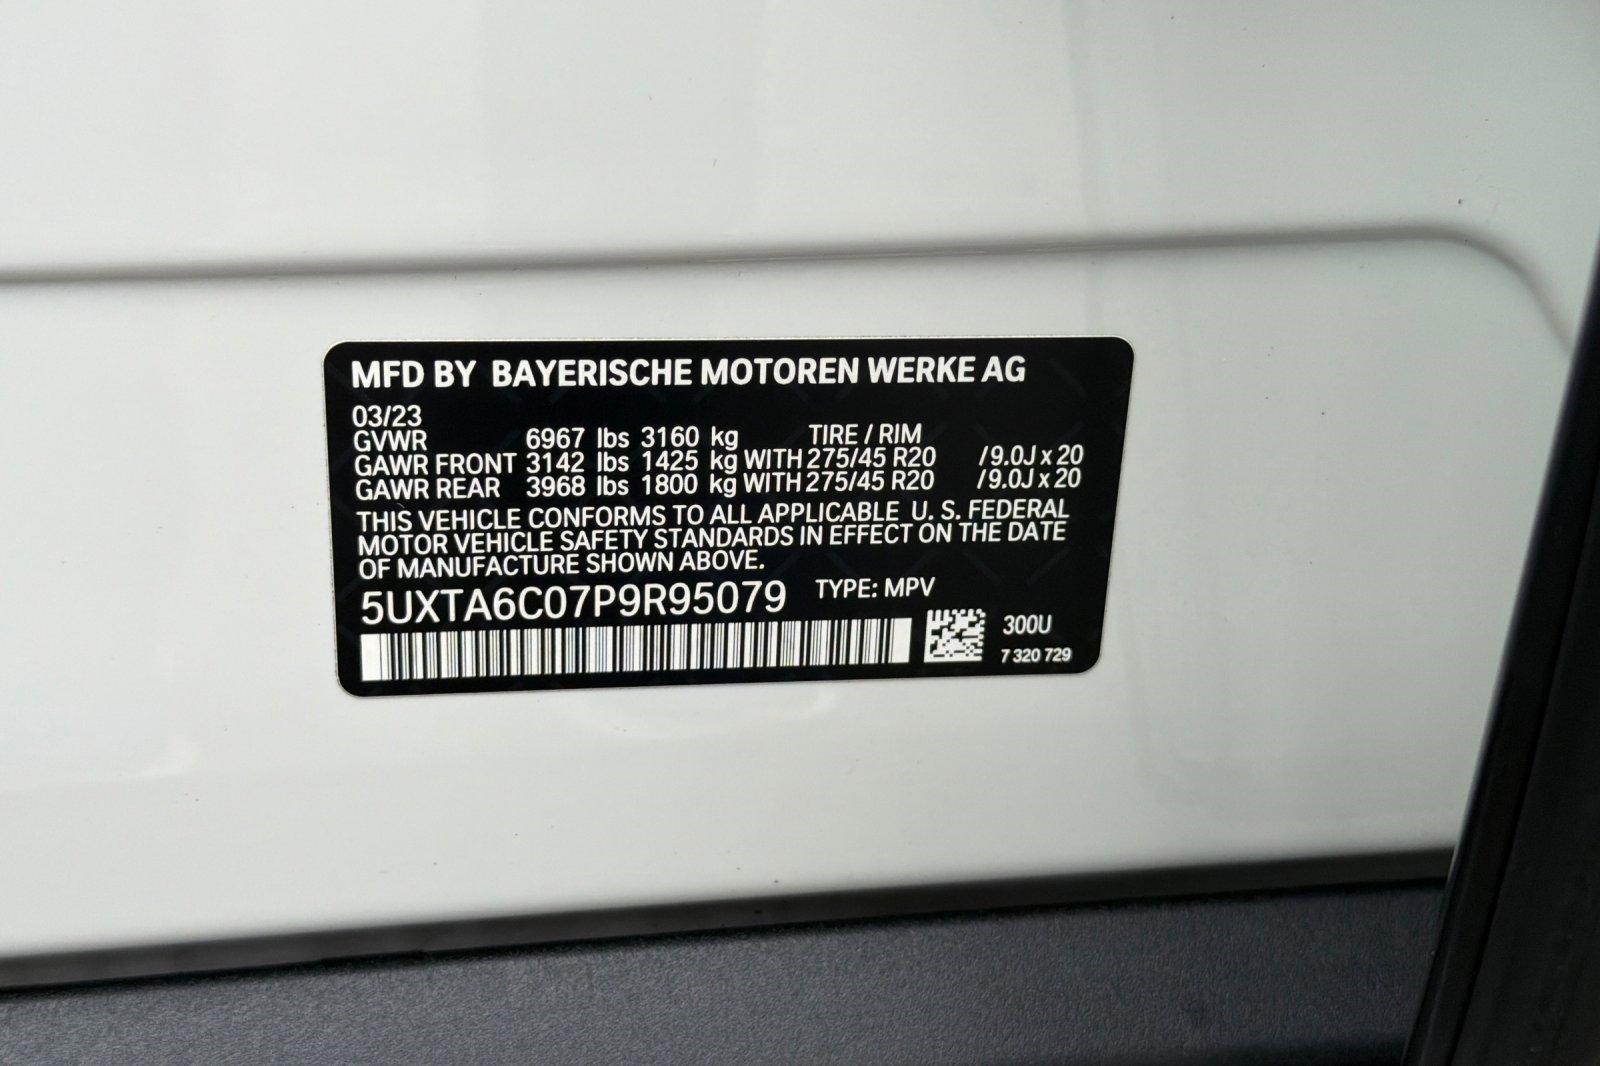 MFD BY BAYERISCHE MOTOREN WERKE AG
03/23
GVWR 6967 lbs 3160 kg TIRE / RIM
GAWR FRONT 3142 lbs 1425 kg WITH 275/45 R20 /9.0J x 20
GAWR REAR 3968 lbs 1800 kg WITH 275/45 R20 /9.0J x 20
THIS VEHICLE CONFORMS TO ALL APPLICABLE U. S. FEDERAL
MOTOR VEHICLE SAFETY STANDARDS IN EFFECT ON THE DATE
OF MANUFACTURE SHOWN ABOVE.
5UXTA6C07P9R95079 TYPE: MPV
300U
7 320 729